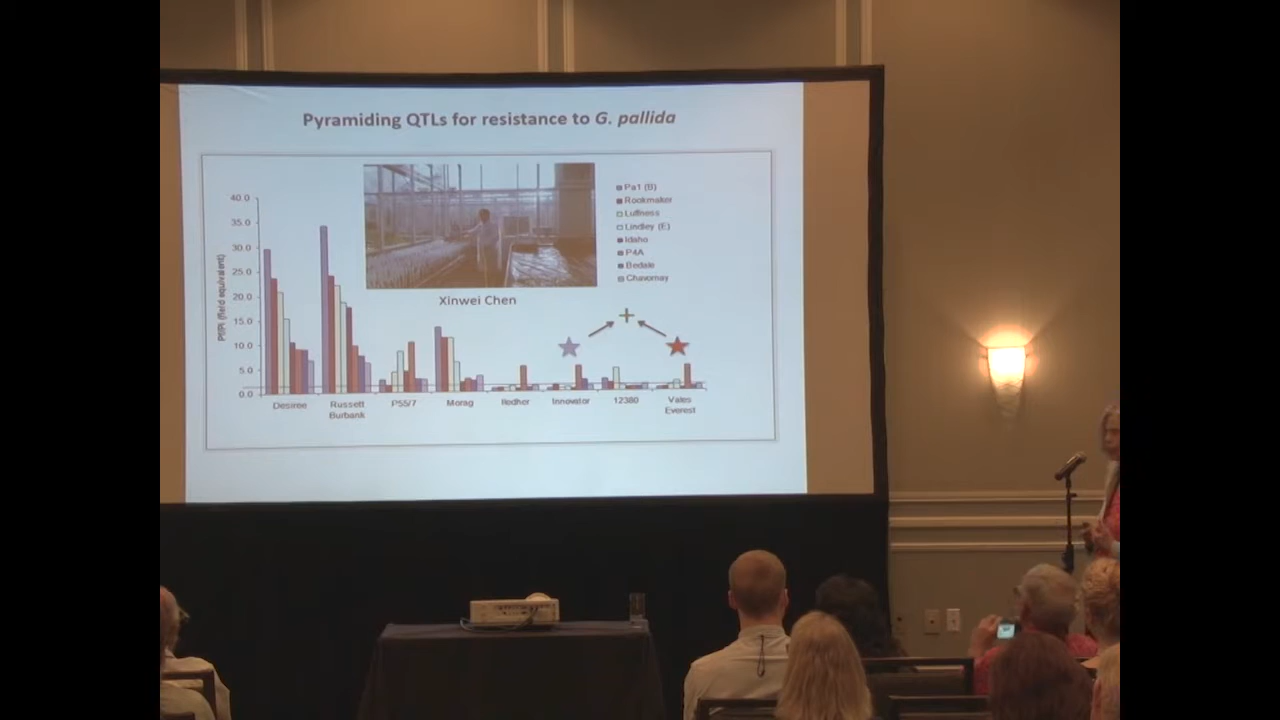 Pyramiding QTLs for resistance to G. pallida
40.0
35.0
30.0
25.0
20.0
15.0
10.0
5.0
0.0
Pf/Pi (field equivalent)
Pa1 (B)
Rookmaker
Luffness
Lindley (E)
Idaho
P4A
Bedale
Chavornay
Xinwei Chen
+
Desiree
Russett
Burbank
P55/7
Morag
Innovator
12380
Vales
Everest